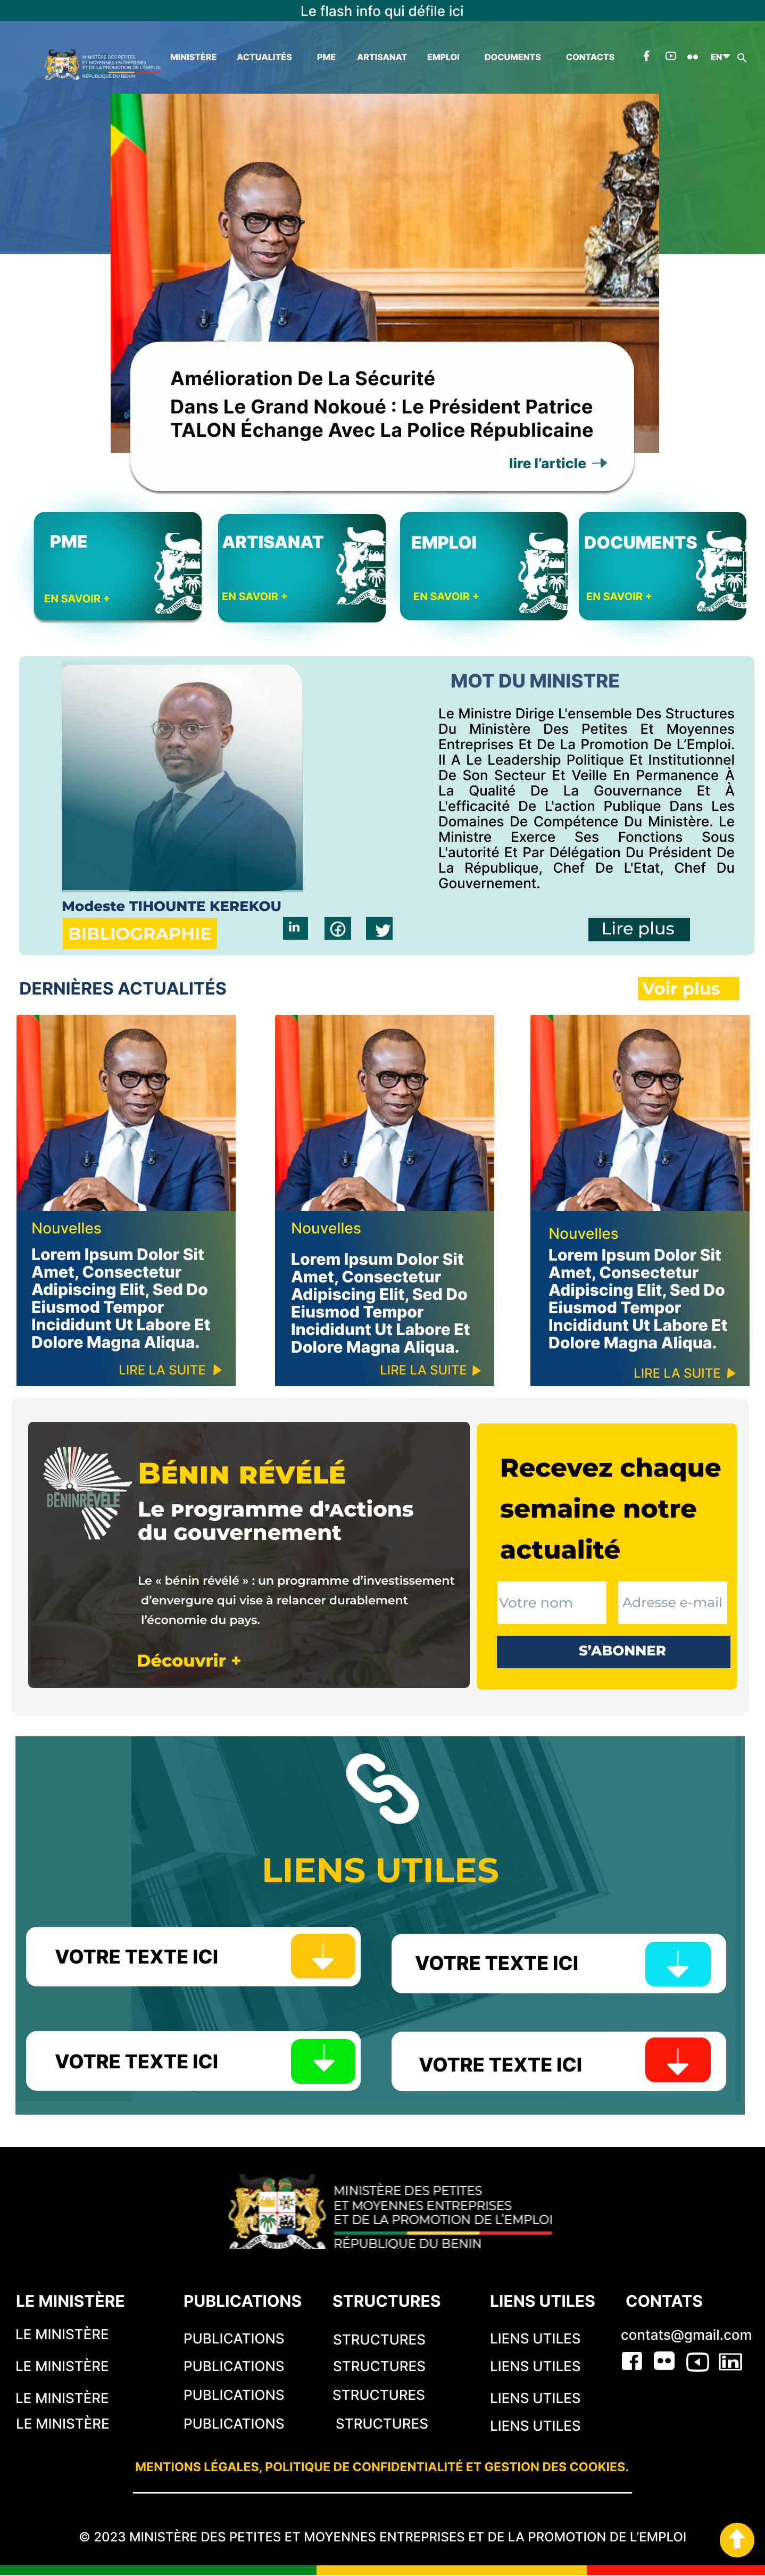 Le flash info qui défile ici
MINISTÈRE DES PETITES
ET MOYENNES ENTREPRISES
ET DE LA PROMOTION DE L'EMPLOI
RÉPUBLIQUE DU BENIN
MINISTÈRE ACTUALITÉS PME ARTISANAT EMPLOI DOCUMENTS CONTACTS EN
Amélioration De La Sécurité
Dans Le Grand Nokoué : Le Président Patrice
TALON Échange Avec La Police Républicaine
lire l’article
PME
EN SAVOIR +
ARTISANAT
EN SAVOIR +
EMPLOI
EN SAVOIR +
DOCUMENTS
EN SAVOIR +
Modeste TIHOUNTE KEREKOU
BIBLIOGRAPHIE
in
MOT DU MINISTRE
Le Ministre Dirige L'ensemble Des Structures
Du Ministère Des Petites Et Moyennes
Entreprises Et De La Promotion De L’Emploi.
Il A Le Leadership Politique Et Institutionnel
De Son Secteur Et Veille En Permanence À
La Qualité De La Gouvernance Et À
L'efficacité De L'action Publique Dans Les
Domaines De Compétence Du Ministère. Le
Ministre Exerce Ses Fonctions Sous
L'autorité Et Par Délégation Du Président De
La République, Chef De L'Etat, Chef Du
Gouvernement.
Lire plus
DERNIÈRES ACTUALITÉS
Voir plus
Nouvelles
Lorem Ipsum Dolor Sit
Amet, Consectetur
Adipiscing Elit, Sed Do
Eiusmod Tempor
Incididunt Ut Labore Et
Dolore Magna Aliqua.
LIRE LA SUITE
Nouvelles
Lorem Ipsum Dolor Sit
Amet, Consectetur
Adipiscing Elit, Sed Do
Eiusmod Tempor
Incididunt Ut Labore Et
Dolore Magna Aliqua.
LIRE LA SUITE
Nouvelles
Lorem Ipsum Dolor Sit
Amet, Consectetur
Adipiscing Elit, Sed Do
Eiusmod Tempor
Incididunt Ut Labore Et
Dolore Magna Aliqua.
LIRE LA SUITE
BÉNINRÉVÉLÉ
BÉNIN RÉVÉLÉ
Le Programme d’Actions
du Gouvernement
Le « bénin révélé » : un programme d’investissement
d’envergure qui vise à relancer durablement
l’économie du pays.
Découvrir +
Recevez chaque
semaine notre
actualité
Votre nom
Adresse e-mail
S’ABONNER
LIENS UTILES
VOTRE TEXTE ICI
VOTRE TEXTE ICI
VOTRE TEXTE ICI
VOTRE TEXTE ICI
MINISTÈRE DES PETITES
ET MOYENNES ENTREPRISES
ET DE LA PROMOTION DE L’EMPLOI
RÉPUBLIQUE DU BENIN
LE MINISTÈRE
LE MINISTÈRE
LE MINISTÈRE
LE MINISTÈRE
LE MINISTÈRE
PUBLICATIONS
PUBLICATIONS
PUBLICATIONS
PUBLICATIONS
PUBLICATIONS
STRUCTURES
STRUCTURES
STRUCTURES
STRUCTURES
STRUCTURES
LIENS UTILES
LIENS UTILES
LIENS UTILES
LIENS UTILES
LIENS UTILES
CONTATS
contats@gmail.com
in
MENTIONS LÉGALES, POLITIQUE DE CONFIDENTIALITÉ ET GESTION DES COOKIES.
© 2023 MINISTÈRE DES PETITES ET MOYENNES ENTREPRISES ET DE LA PROMOTION DE L’EMPLOI